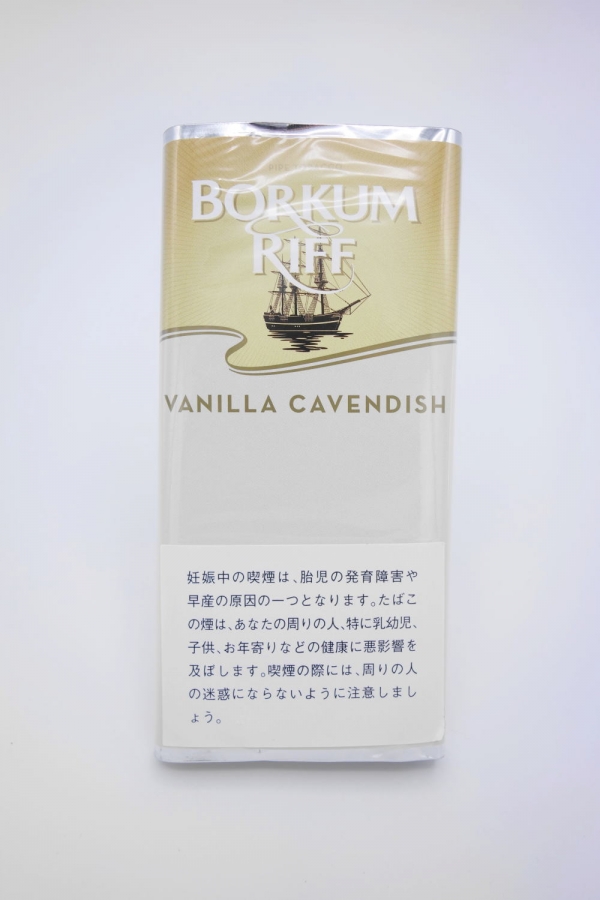 PIPE TOBACCO
BORKUM
RIFF
VANILLA CAVENDISH
妊娠中の喫煙は、胎児の発育障害や
早産の原因の一つとなります。たばこ
の煙は、あなたの周りの人、特に乳幼児、
子供、お年寄りなどの健康に悪影響を
及ぼします。喫煙の際には、周りの人
の迷惑にならないように注意しまし
ょう。